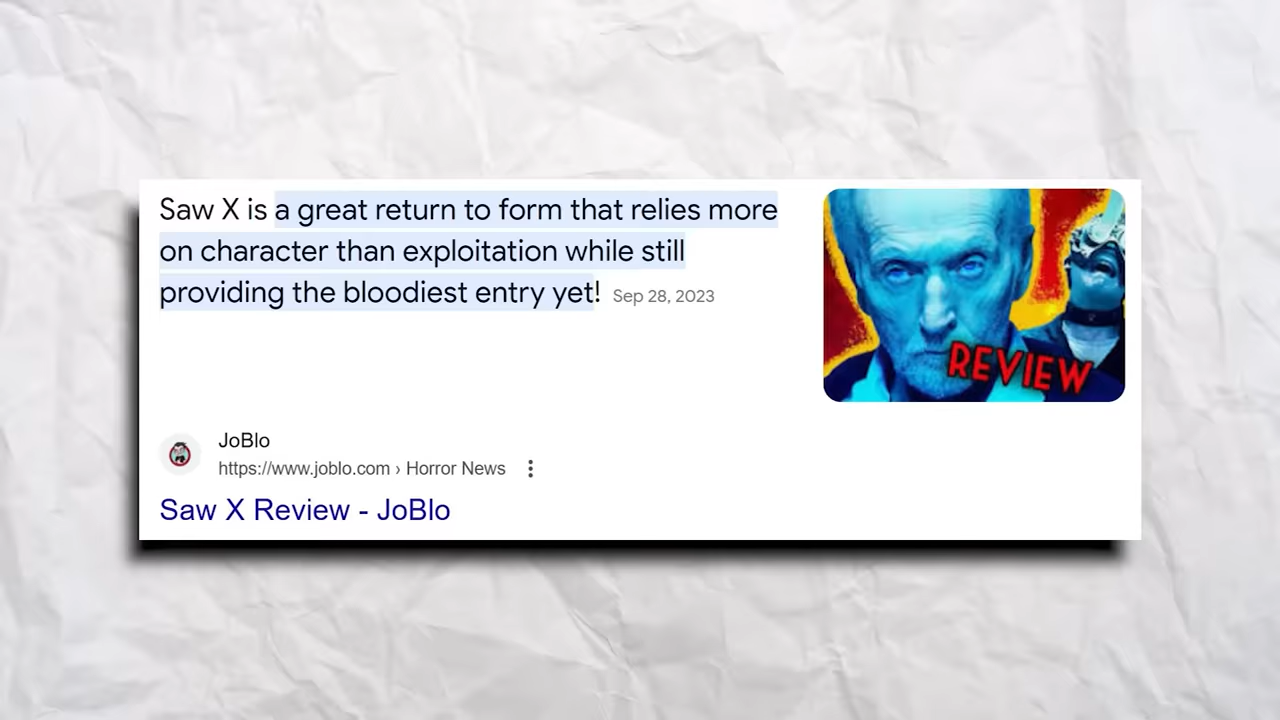 Saw X is a great return to form that relies more
on character than exploitation while still
providing the bloodiest entry yet! Sep 28, 2023
REVIEW
JoBlo
https://www.joblo.com › Horror News
Saw X Review - JoBlo